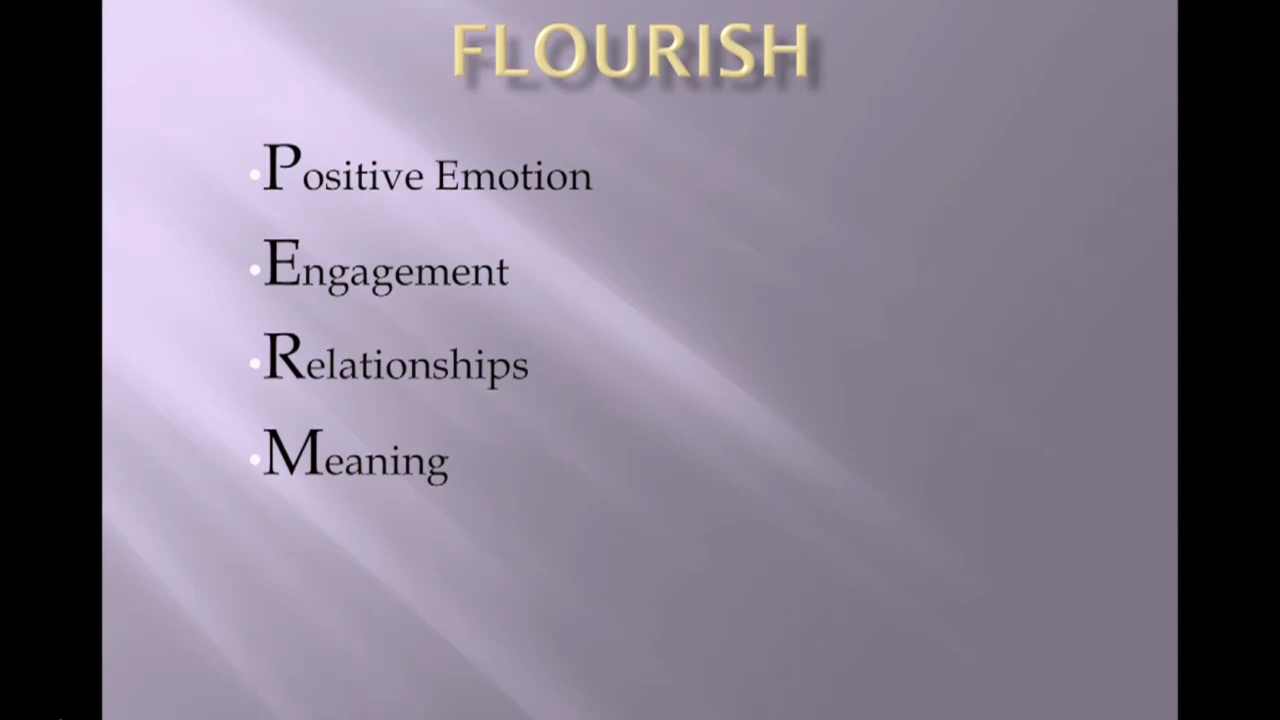 FLOURISH
•Positive Emotion
•Engagement
•Relationships
•Meaning